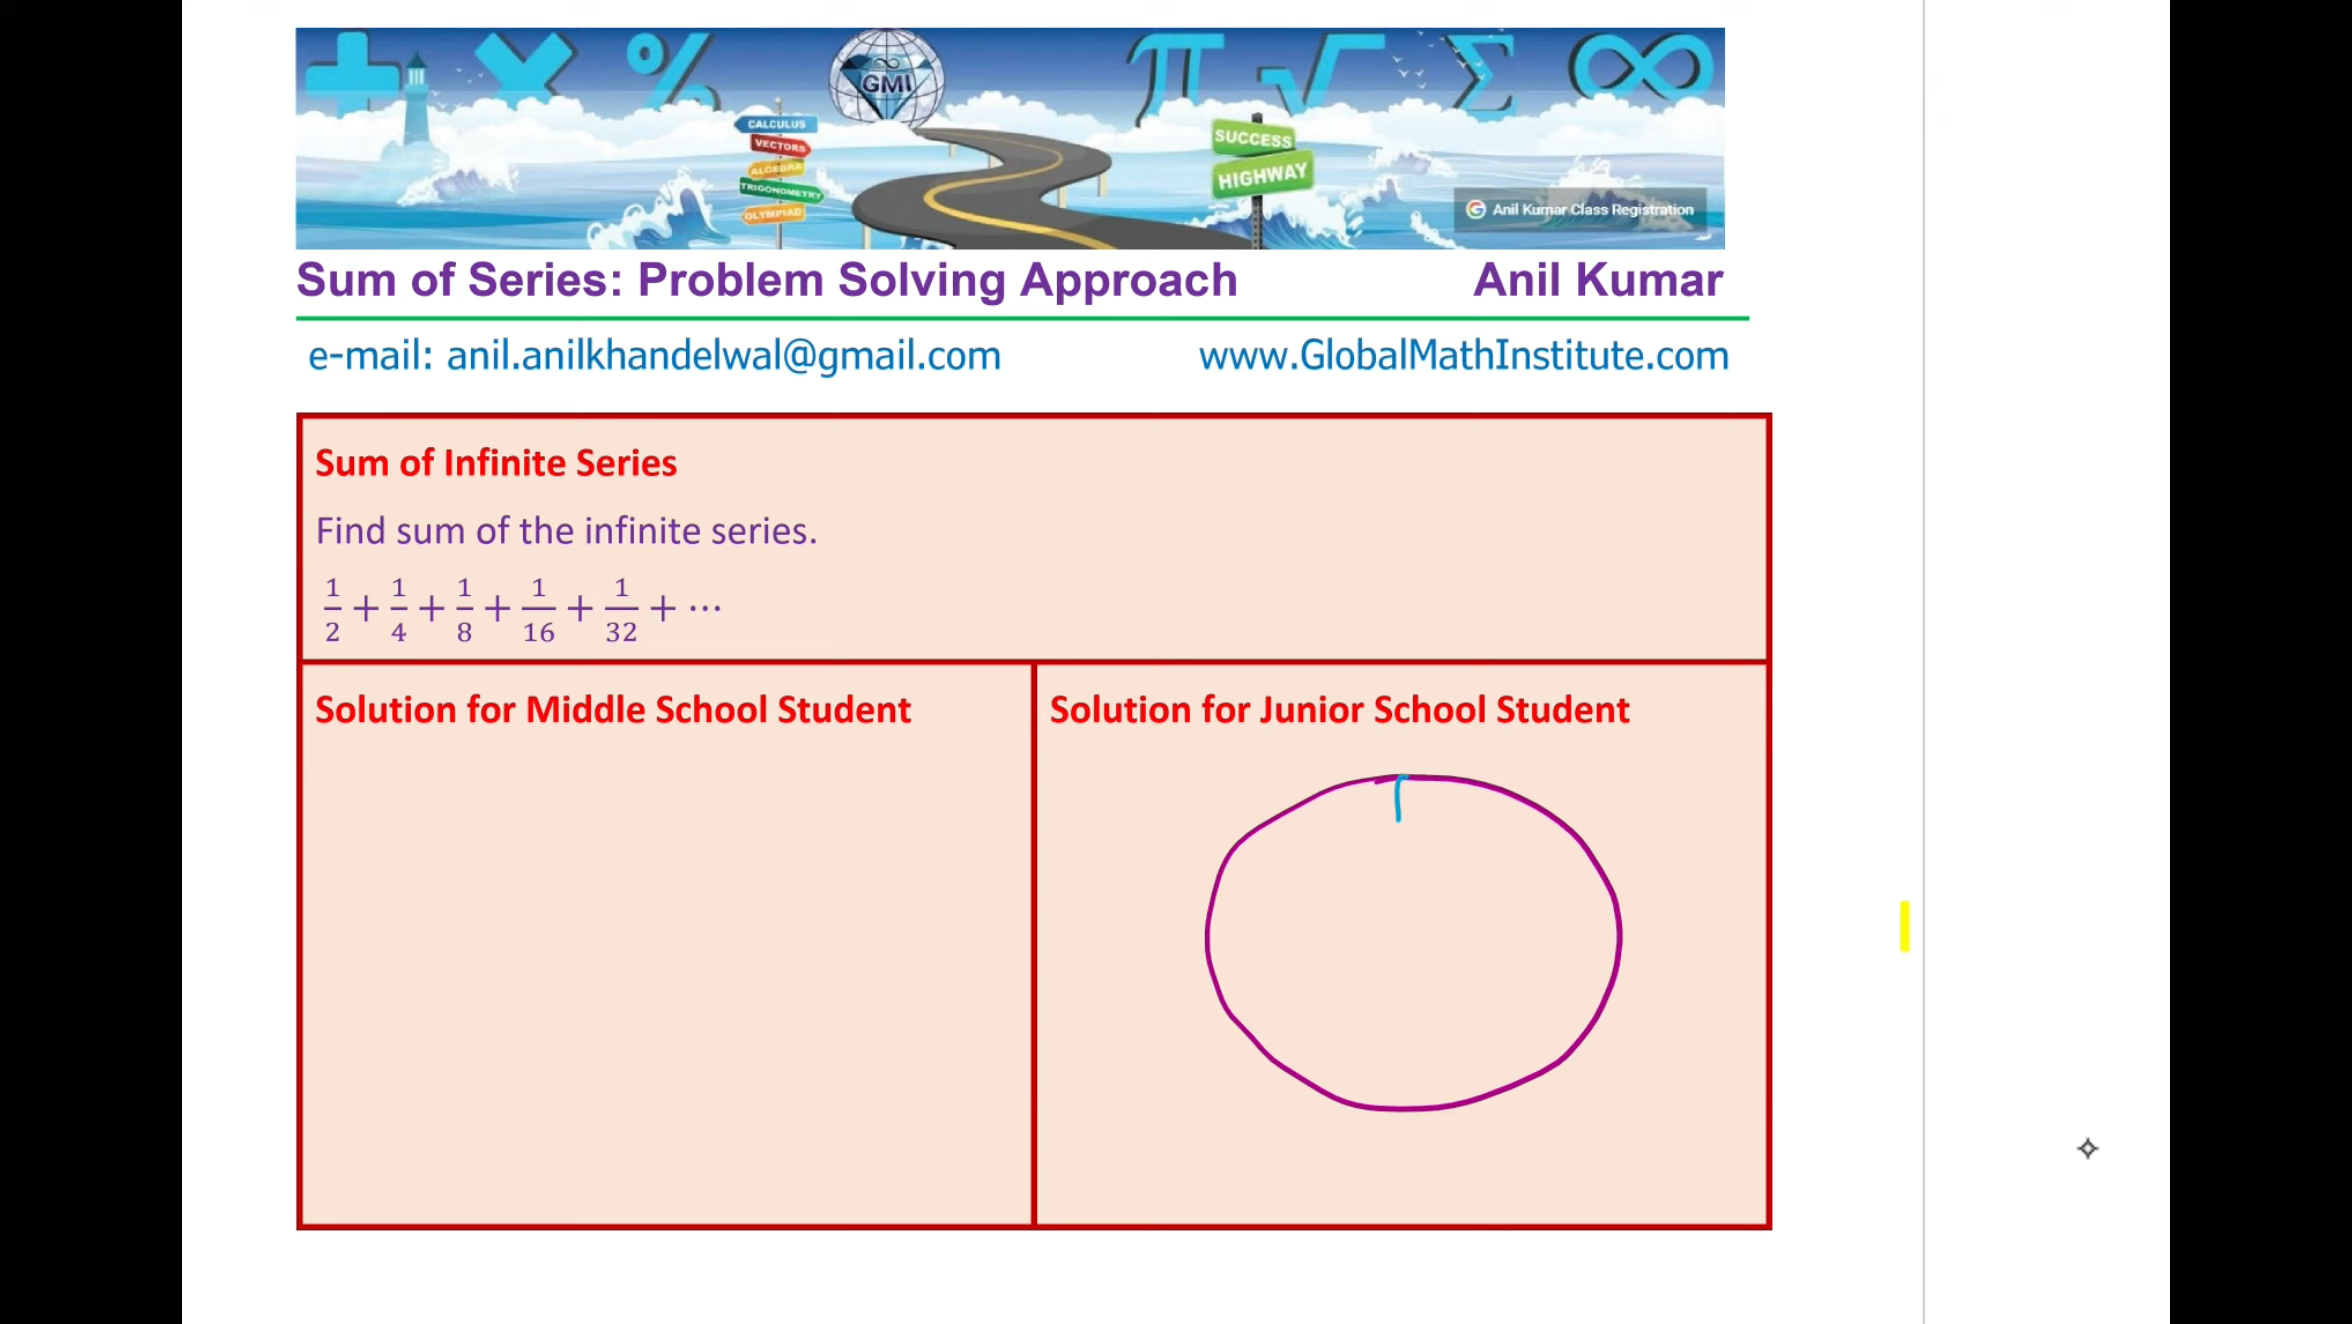 + × % π √ Σ ∞
∞
GMI
CALCULUS
VECTORS
ALGEBRA
TRIGONOMETRY
OLYMPIAD
SUCCESS
HIGHWAY
G Anil Kumar Class Registration
Sum of Series: Problem Solving Approach Anil Kumar
e-mail: anil.anilkhandelwal@gmail.com www.GlobalMathInstitute.com
Sum of Infinite Series
Find sum of the infinite series.
1/2 + 1/4 + 1/8 + 1/16 + 1/32 + ⋯
Solution for Middle School Student
Solution for Junior School Student